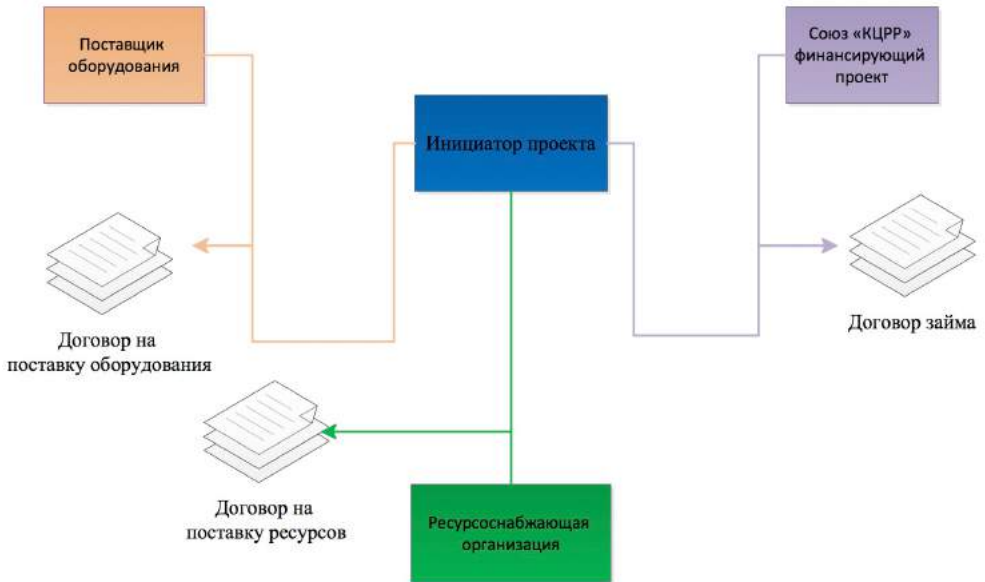 Поставщик
оборудования
Союз «КЦРР»
финансирующий
проект
Инициатор проекта
Договор на
поставку оборудования
Договор займа
Договор на
поставку ресурсов
Ресурсоснабжающая
организация